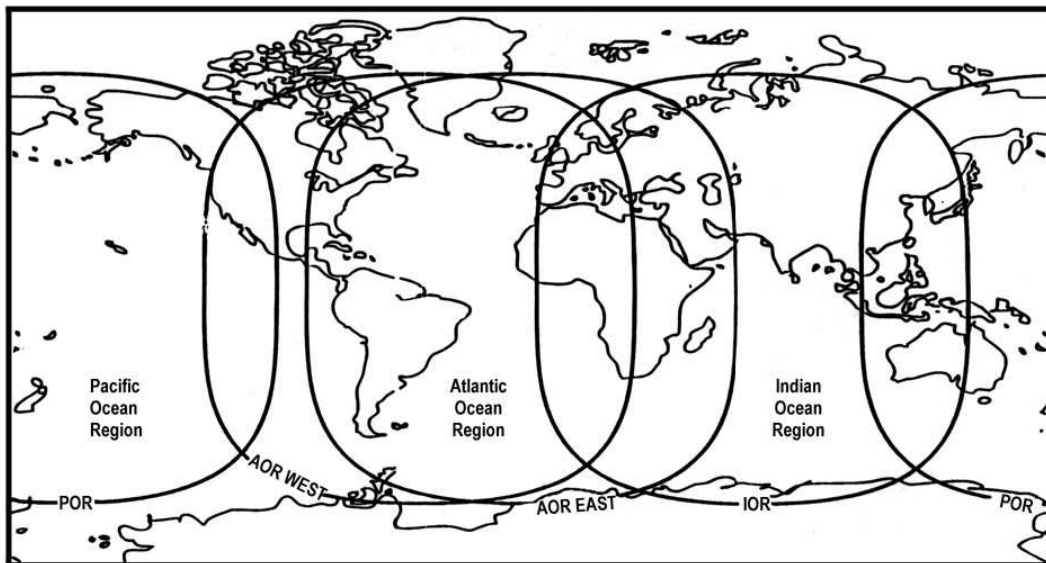 Pacific
Ocean
Region
Atlantic
Ocean
Region
Indian
Ocean
Region
POR
AOR WEST
AOR EAST
IOR
POR